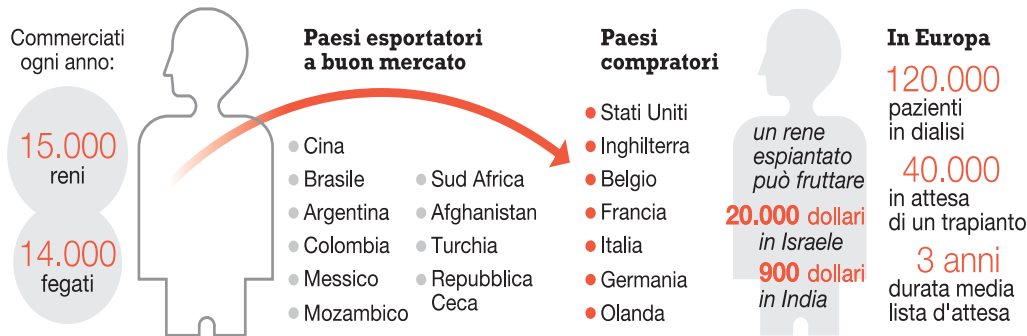 Commerciati
ogni anno:
15.000
reni
14.000
fegati
Paesi esportatori
a buon mercato
Cina
Brasile
Argentina
Colombia
Messico
Mozambico
Sud Africa
Afghanistan
Turchia
Repubblica
Ceca
Paesi
compratori
Stati Uniti
Inghilterra
Belgio
Francia
Italia
Germania
Olanda
un rene
espiantato
può fruttare
20.000 dollari
in Israele
900 dollari
in India
In Europa
120.000
pazienti
in dialisi
40.000
in attesa
di un trapianto
3 anni
durata media
lista d'attesa